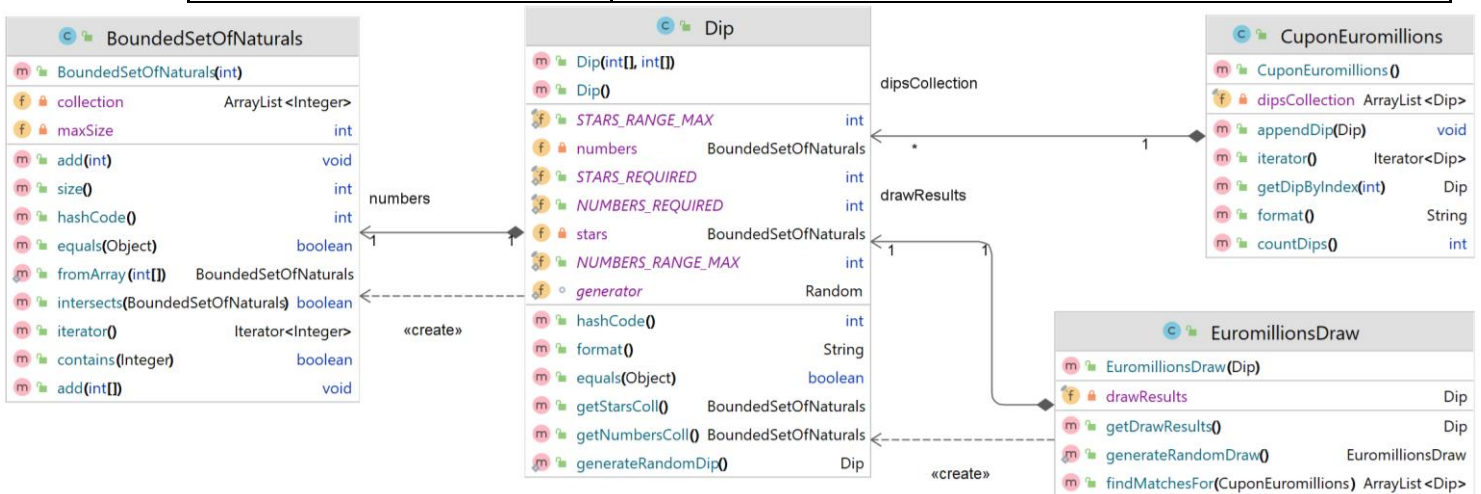 BoundedSetOfNaturals
BoundedSetOfNaturals(int)
collection ArrayList<Integer>
maxSize int
add(int) void
size() int
hashCode() int
equals(Object) boolean
fromArray(int[]) BoundedSetOfNaturals
intersects(BoundedSetOfNaturals) boolean
iterator() Iterator<Integer>
contains(Integer) boolean
add(int[]) void
numbers
1
1
«create»
Dip
Dip(int[], int[])
Dip()
STARS_RANGE_MAX int
numbers BoundedSetOfNaturals
STARS_REQUIRED int
NUMBERS_REQUIRED int
stars BoundedSetOfNaturals
NUMBERS_RANGE_MAX int
generator Random
hashCode() int
format() String
equals(Object) boolean
getStarsColl() BoundedSetOfNaturals
getNumbersColl() BoundedSetOfNaturals
generateRandomDip() Dip
dipsCollection
*
1
drawResults
1
1
«create»
CuponEuromillions
CuponEuromillions()
dipsCollection ArrayList<Dip>
appendDip(Dip) void
iterator() Iterator<Dip>
getDipByIndex(int) Dip
format() String
countDips() int
EuromillionsDraw
EuromillionsDraw(Dip)
drawResults Dip
getDrawResults() Dip
generateRandomDraw() EuromillionsDraw
findMatchesFor(CuponEuromillions) ArrayList<Dip>